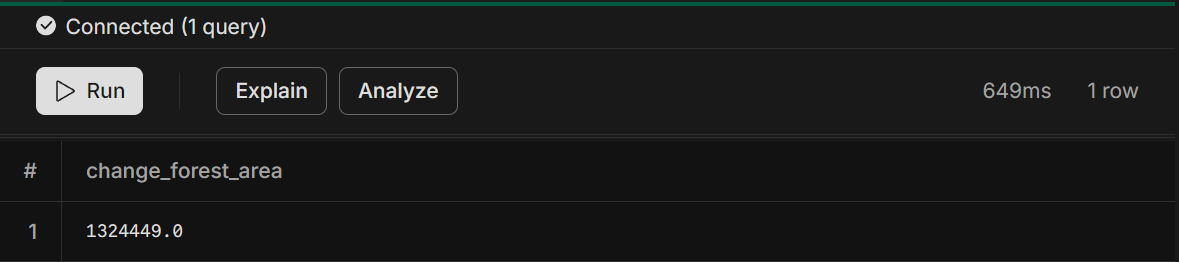 Connected (1 query)
Run Explain Analyze 649ms 1 row
# change_forest_area
1 1324449.0